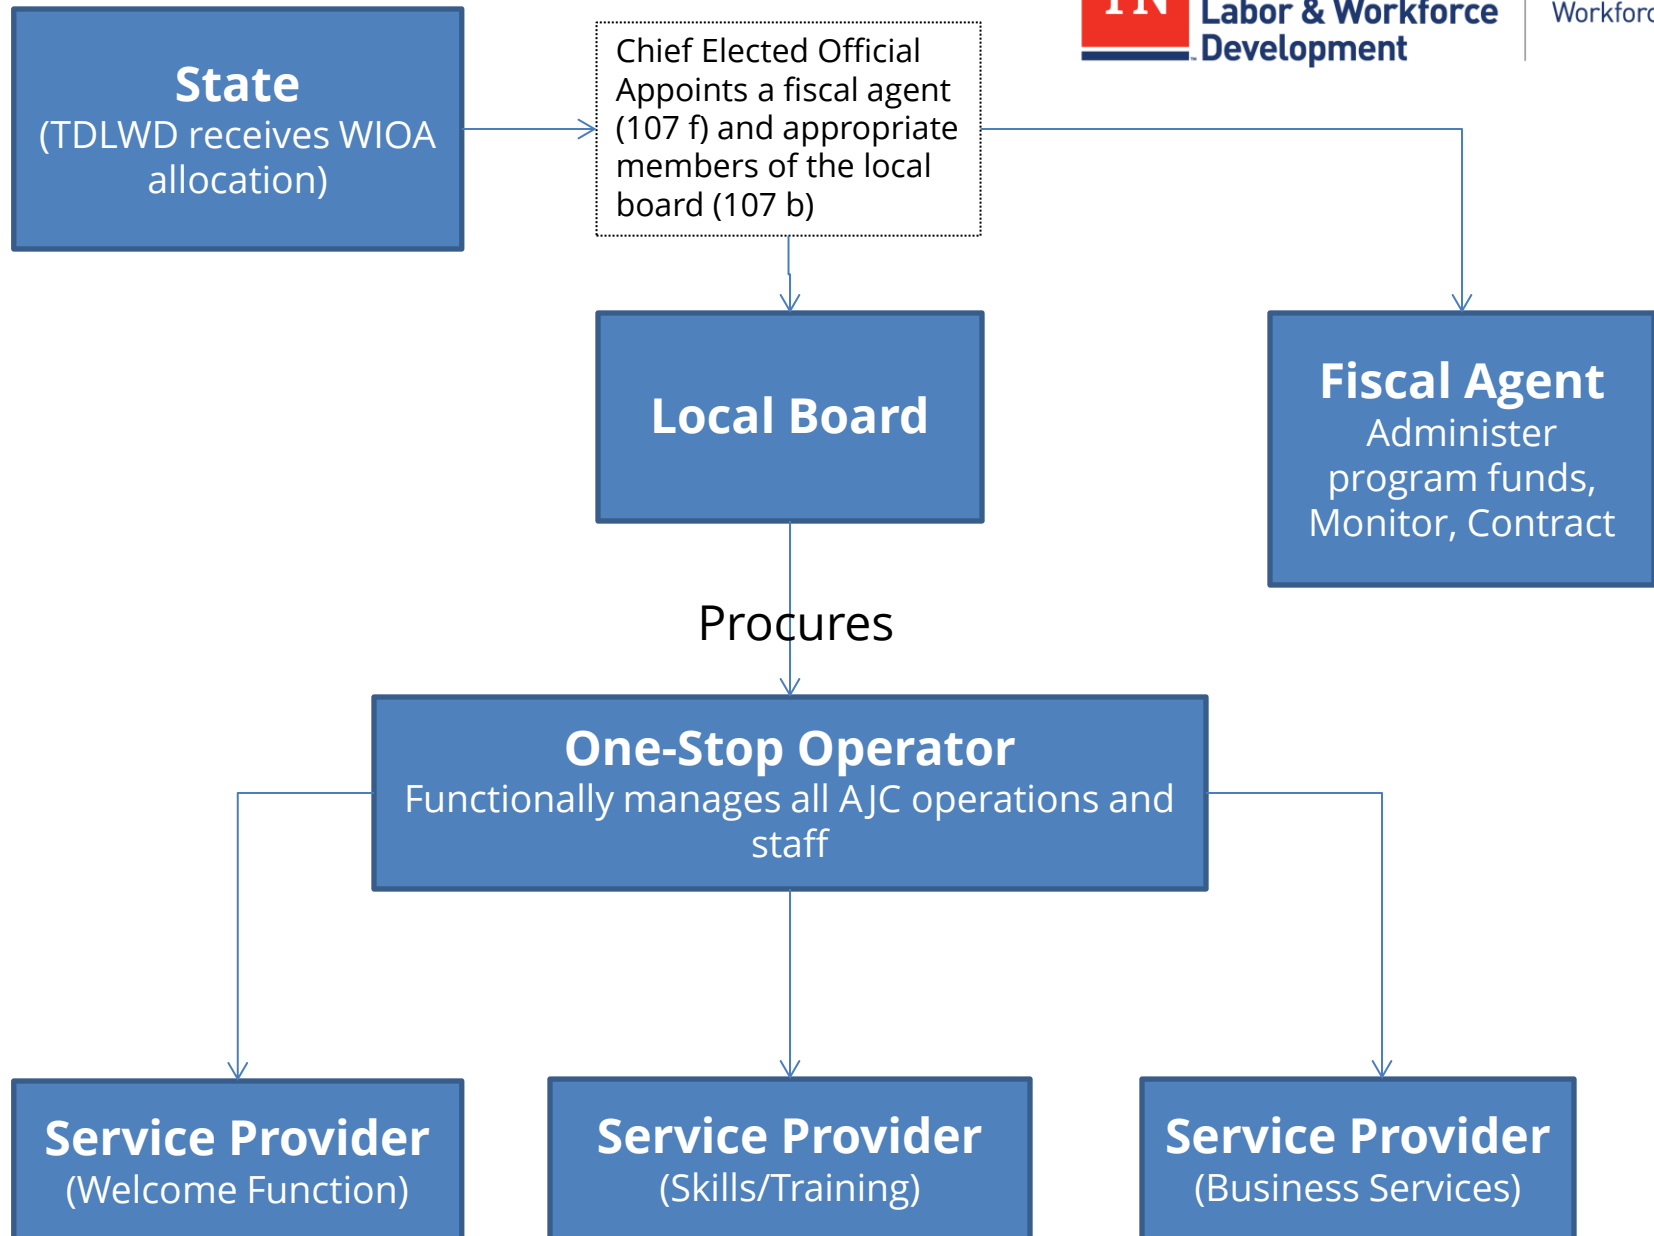 TN
Labor & Workforce
Development
State
(TDLWD receives WIOA
allocation)
Chief Elected Official
Appoints a fiscal agent
(107 f) and appropriate
members of the local
board (107 b)
Local Board
Fiscal Agent
Administer
program funds,
Monitor, Contract
Procures
One-Stop Operator
Functionally manages all AJC operations and
staff
Service Provider
(Welcome Function)
Service Provider
(Skills/Training)
Service Provider
(Business Services)